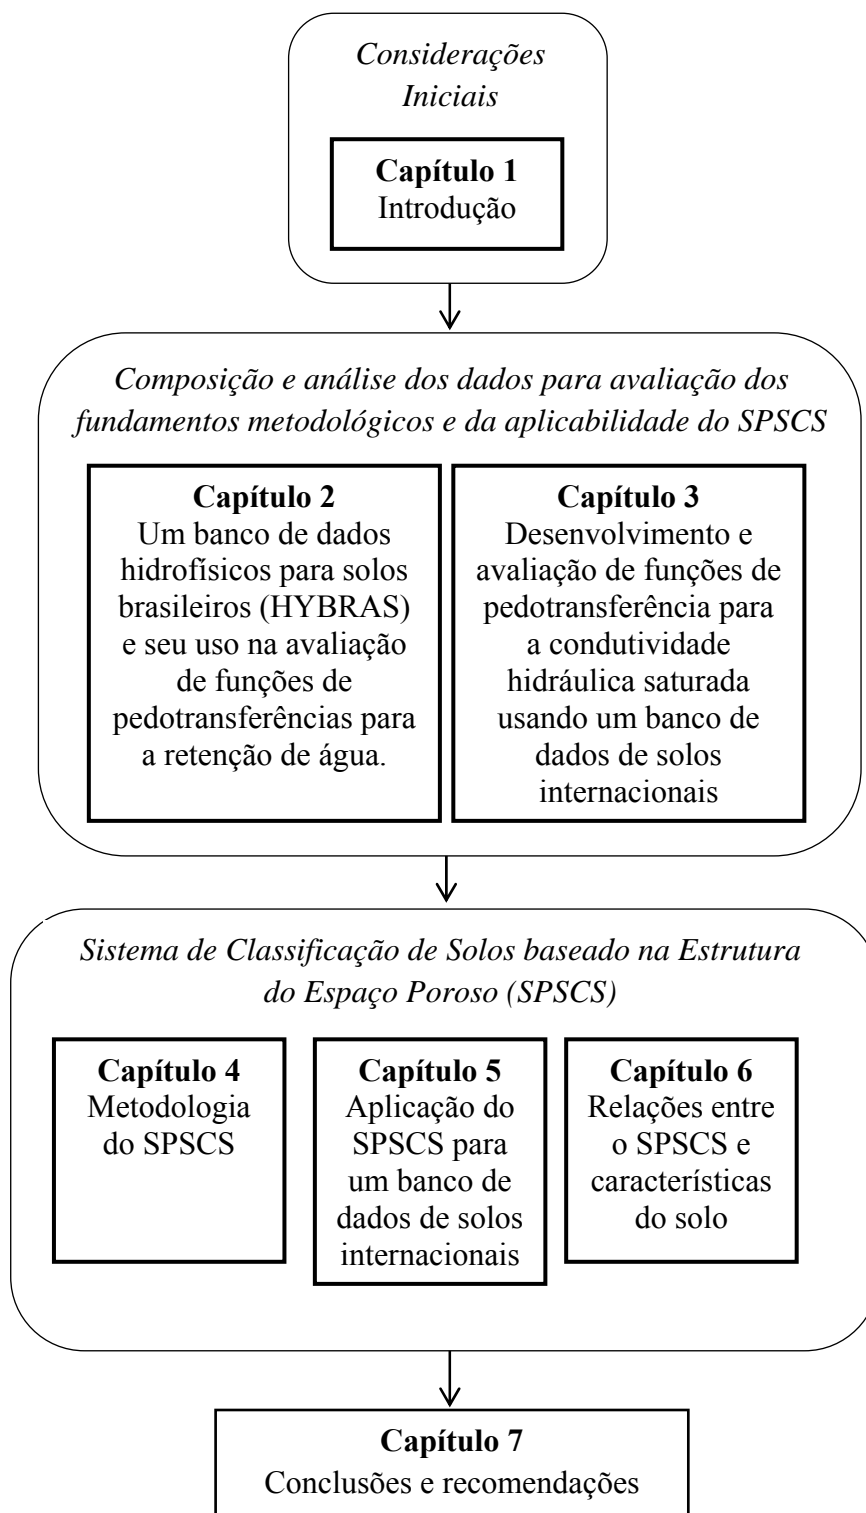 Considerações
Iniciais
Capítulo 1
Introdução
Composição e análise dos dados para avaliação dos
fundamentos metodológicos e da aplicabilidade do SPSCS
Capítulo 2
Um banco de dados
hidrofísicos para solos
brasileiros (HYBRAS)
e seu uso na avaliação
de funções de
pedotransferências para
a retenção de água.
Capítulo 3
Desenvolvimento e
avaliação de funções de
pedotransferência para
a condutividade
hidráulica saturada
usando um banco de
dados de solos
internacionais
Sistema de Classificação de Solos baseado na Estrutura
do Espaço Poroso (SPSCS)
Capítulo 4
Metodologia
do SPSCS
Capítulo 5
Aplicação do
SPSCS para
um banco de
dados de solos
internacionais
Capítulo 6
Relações entre
o SPSCS e
características
do solo
Capítulo 7
Conclusões e recomendações